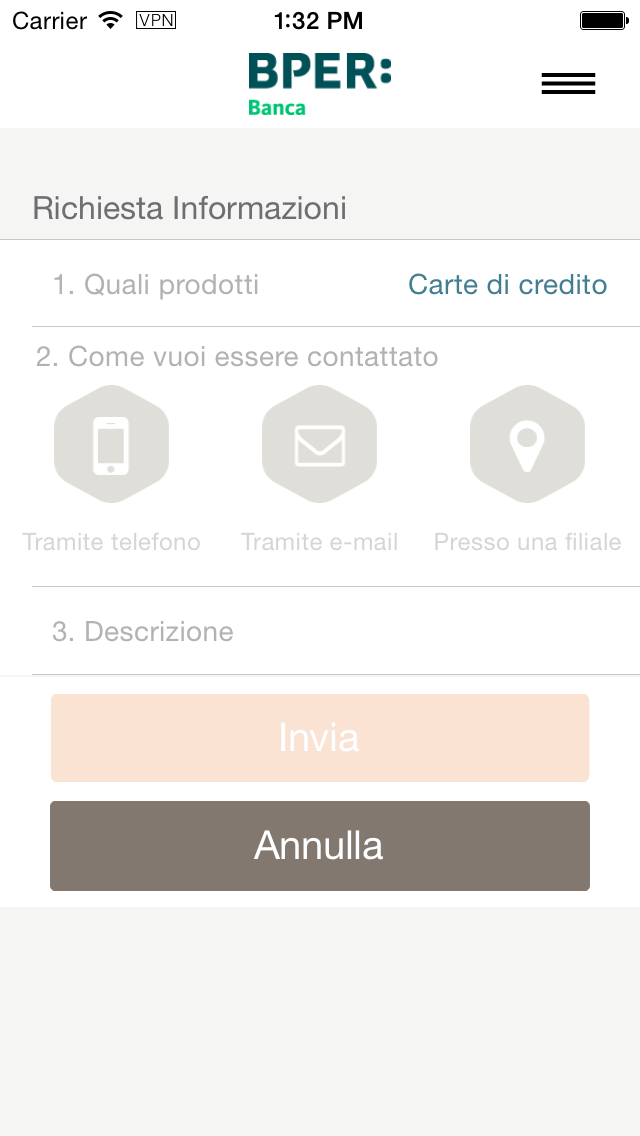 Carrier VPN 1:32 PM
BPER:
Banca
Richiesta Informazioni
1. Quali prodotti Carte di credito
2. Come vuoi essere contattato
Tramite telefono Tramite e-mail Presso una filiale
3. Descrizione
Invia
Annulla